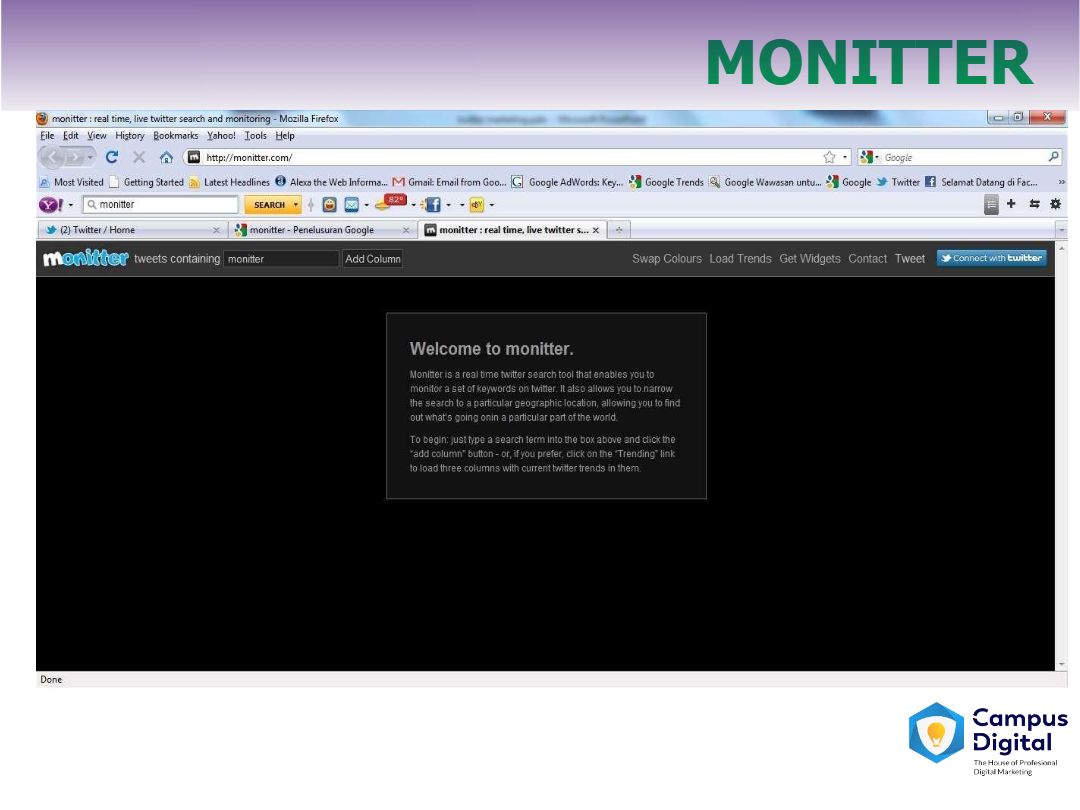 MONITTER
monitter : real time, live twitter search and monitoring - Mozilla Firefox
File Edit View History Bookmarks Yahoo! Tools Help
http://monitter.com/ Google
Most Visited Getting Started Latest Headlines Alexa the Web Informa... Gmail: Email from Goo... Google AdWords: Key... Google Trends Google Wawasan untu... Google Twitter Selamat Datang di Fac... »
Y! monitter SEARCH 82°
(2) Twitter / Home monitter - Penelusuran Google monitter : real time, live twitter s...
monitter tweets containing monitter Add Column Swap Colours Load Trends Get Widgets Contact Tweet Connect with twitter
Welcome to monitter.
Monitter is a real time twitter search tool that enables you to
monitor a set of keywords on twitter. It also allows you to narrow
the search to a particular geographic location, allowing you to find
out what's going onin a particular part of the world.
To begin: just type a search term into the box above and click the
"add column" button - or, if you prefer, click on the "Trending" link
to load three columns with current twitter trends in them.
Done
Campus
Digital
The House of Profesional
Digital Marketing